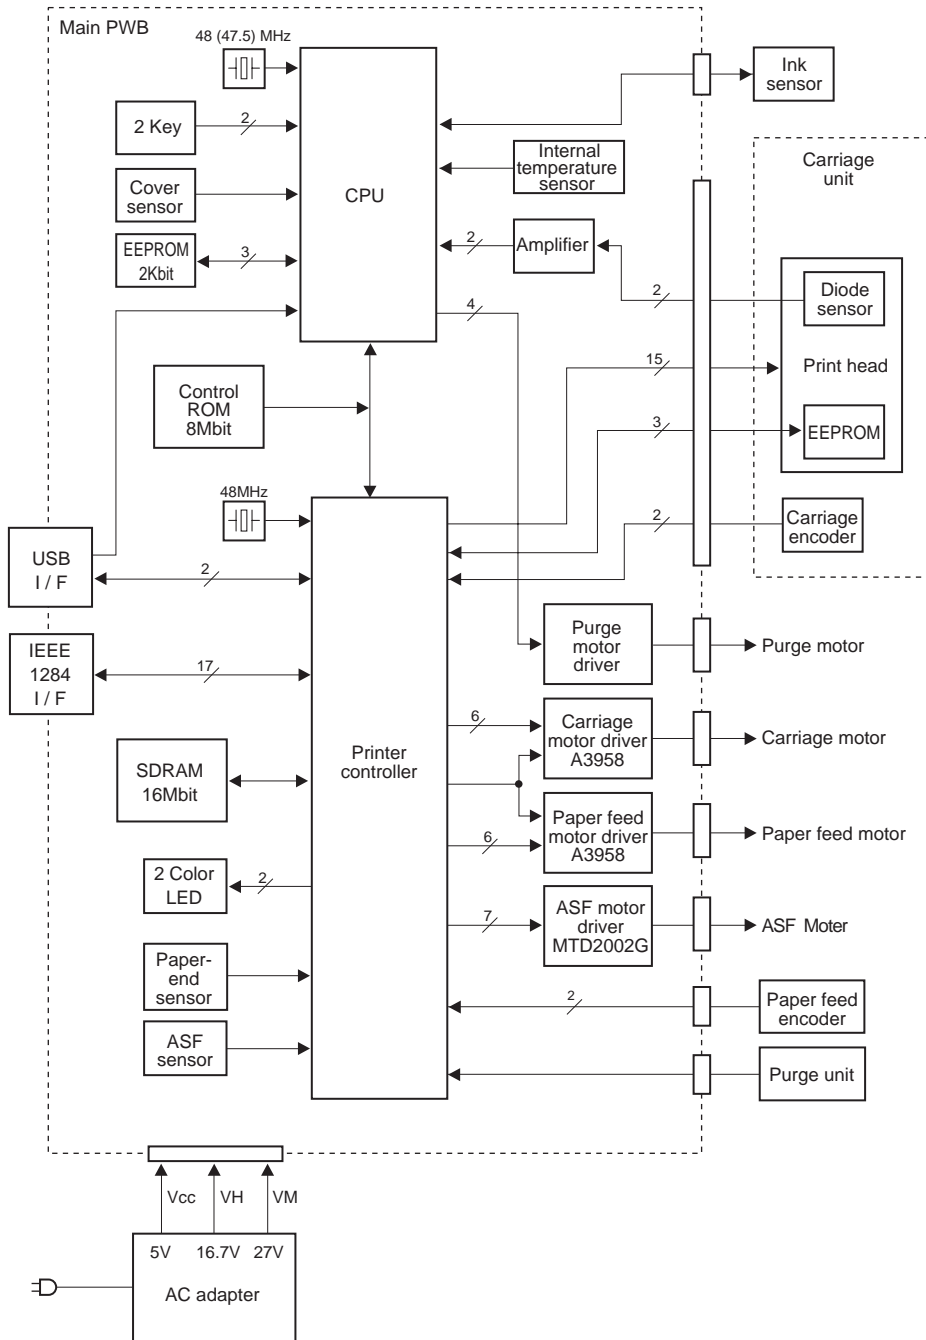 Main PWB
48 (47.5) MHz
Ink
sensor
2 Key
2
Internal
temperature
sensor
Carriage
unit
Cover
sensor
CPU
EEPROM
2Kbit
3
2
Amplifier
2
Diode
sensor
4
Print head
15
Control
ROM
8Mbit
3
EEPROM
48MHz
2
Carriage
encoder
USB
I / F
2
IEEE
1284
I / F
17
Purge
motor
driver
Purge motor
Printer
controller
6
Carriage
motor driver
A3958
Carriage motor
SDRAM
16Mbit
6
Paper feed
motor driver
A3958
Paper feed motor
2 Color
LED
2
7
ASF motor
driver
MTD2002G
ASF Moter
Paper-
end
sensor
2
Paper feed
encoder
ASF
sensor
Purge unit
Vcc
VH
VM
5V
16.7V
27V
AC adapter